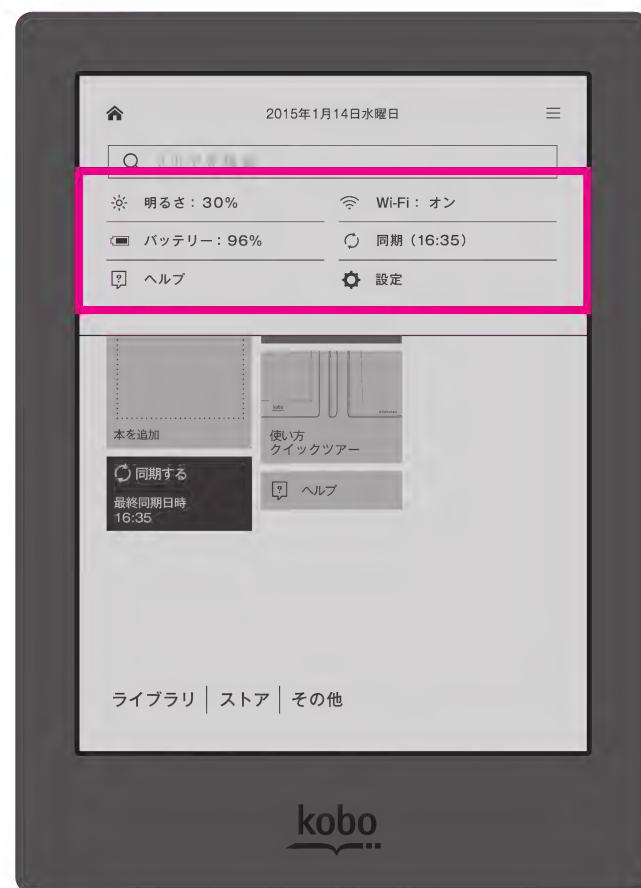 2015年1月14日水曜日
明るさ：30%
Wi-Fi： オン
バッテリー：96%
同期（16:35）
ヘルプ
設定
kobo
本を追加
使い方
クイックツアー
同期する
最終同期日時
16:35
ヘルプ
ライブラリ
ストア
その他
kobo